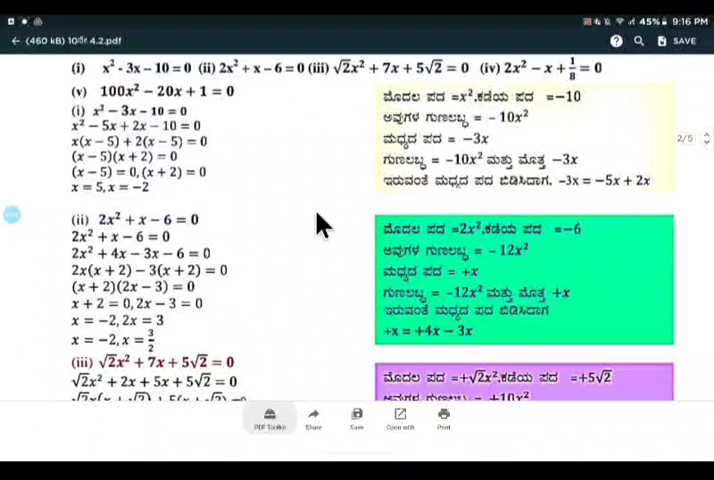 45% 9:16 PM
← (460 kB) 10ನೇ 4.2.pdf
SAVE
(i) x² - 3x – 10 = 0 (ii) 2x² + x – 6 = 0 (iii) √2x² + 7x + 5√2 = 0 (iv) 2x² – x + 1/8 = 0
(v) 100x² – 20x + 1 = 0
(i) x² – 3x – 10 = 0
x² – 5x + 2x – 10 = 0
x(x – 5) + 2(x – 5) = 0
(x – 5)(x + 2) = 0
(x – 5) = 0, (x + 2) = 0
x = 5, x = –2
ಮೊದಲ ಪದ =x²,ಕಡೆಯ ಪದ =–10
ಅವುಗಳ ಗುಣಲಬ್ಧ = – 10x²
ಮಧ್ಯದ ಪದ = –3x
ಗುಣಲಬ್ಧ = –10x² ಮತ್ತು ಮೊತ್ತ –3x
ಇರುವಂತೆ ಮಧ್ಯದ ಪದ ಬಿಡಿಸಿದಾಗ, –3x = –5x + 2x
2/5
(ii) 2x² + x – 6 = 0
2x² + x – 6 = 0
2x² + 4x – 3x – 6 = 0
2x(x + 2) – 3(x + 2) = 0
(x + 2)(2x – 3) = 0
x + 2 = 0, 2x – 3 = 0
x = –2, 2x = 3
x = –2, x = 3/2
ಮೊದಲ ಪದ =2x²,ಕಡೆಯ ಪದ =–6
ಅವುಗಳ ಗುಣಲಬ್ಧ = – 12x²
ಮಧ್ಯದ ಪದ = +x
ಗುಣಲಬ್ಧ = –12x² ಮತ್ತು ಮೊತ್ತ +x
ಇರುವಂತೆ ಮಧ್ಯದ ಪದ ಬಿಡಿಸಿದಾಗ
+x = +4x – 3x
(iii) √2x² + 7x + 5√2 = 0
√2x² + 2x + 5x + 5√2 = 0
ಮೊದಲ ಪದ =+√2x²,ಕಡೆಯ ಪದ =+5√2
ಅವುಗಳ ಗುಣಲಬ್ಧ = +10x²
PDF Toolkit Share Save Open with Print